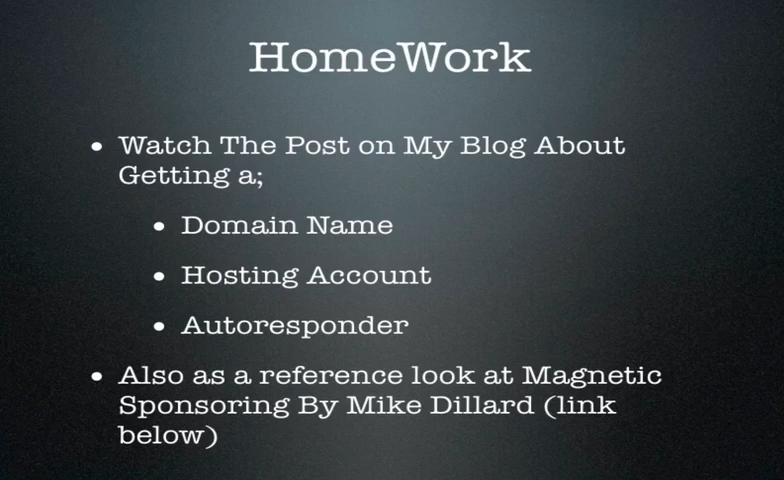 HomeWork
• Watch The Post on My Blog About
Getting a;
• Domain Name
• Hosting Account
• Autoresponder
• Also as a reference look at Magnetic
Sponsoring By Mike Dillard (link
below)